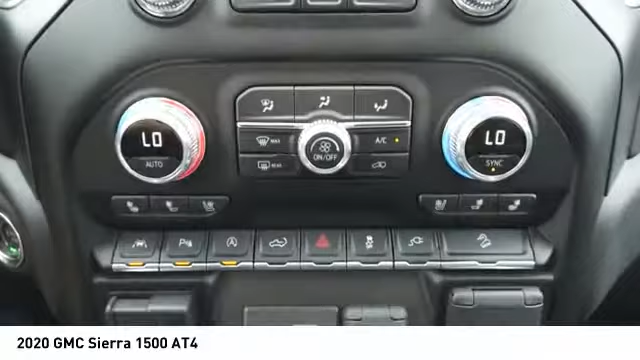 LO
AUTO
MAX
REAR
ON/OFF
A/C
LO
SYNC
2020 GMC Sierra 1500 AT4